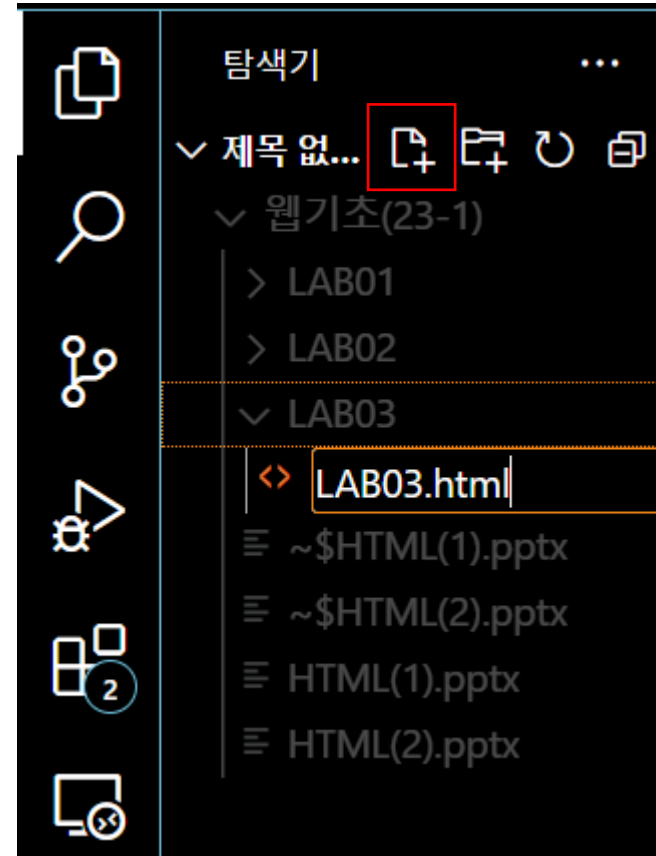 탐색기
제목 없...
웹기초(23-1)
LAB01
LAB02
LAB03
LAB03.html
~$HTML(1).pptx
~$HTML(2).pptx
2
HTML(1).pptx
HTML(2).pptx